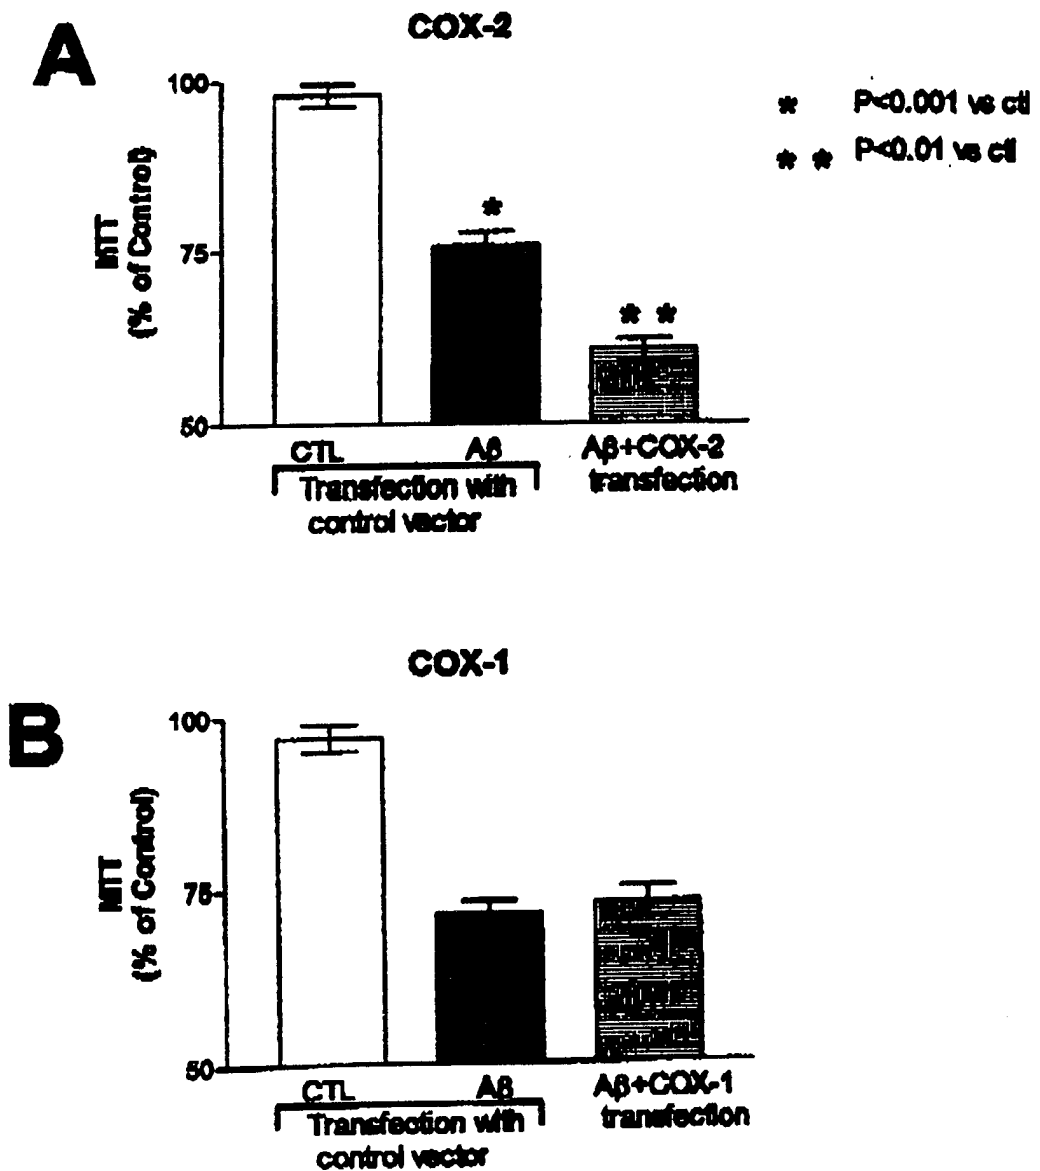 A
COX-2
100
* P<0.001 vs ctl
* * P<0.01 vs ctl
MTT
(% of Control)
75
*
* *
50
CTL
Aβ
Aβ+COX-2
transfection
Transfection with
control vector
COX-1
B
100
MTT
(% of Control)
75
50
CTL
Aβ
Aβ+COX-1
transfection
Transfection with
control vector